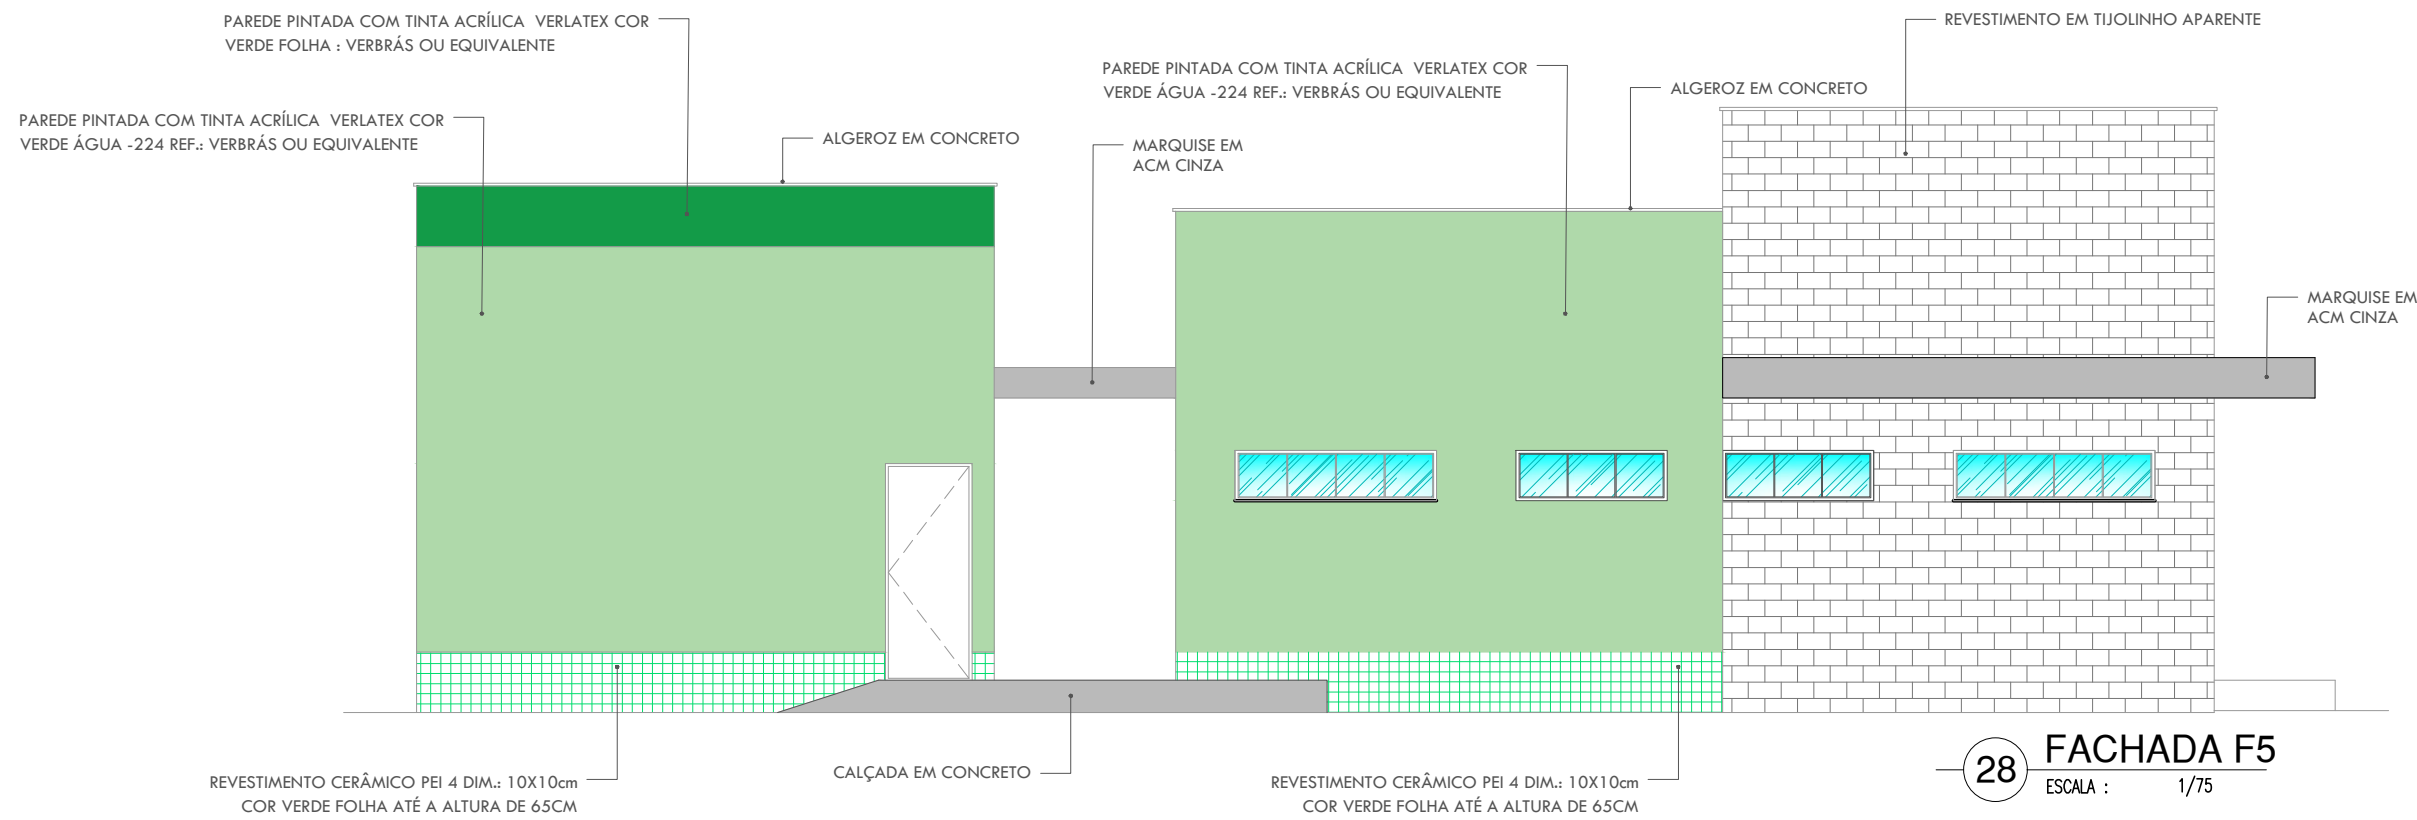 PAREDE PINTADA COM TINTA ACRÍLICA VERLATEX COR
VERDE FOLHA : VERBRÁS OU EQUIVALENTE
REVESTIMENTO EM TIJOLINHO APARENTE
PAREDE PINTADA COM TINTA ACRÍLICA VERLATEX COR
VERDE ÁGUA -224 REF.: VERBRÁS OU EQUIVALENTE
ALGEROZ EM CONCRETO
PAREDE PINTADA COM TINTA ACRÍLICA VERLATEX COR
VERDE ÁGUA -224 REF.: VERBRÁS OU EQUIVALENTE
ALGEROZ EM CONCRETO
MARQUISE EM
ACM CINZA
MARQUISE EM
ACM CINZA
REVESTIMENTO CERÂMICO PEI 4 DIM.: 10X10cm
COR VERDE FOLHA ATÉ A ALTURA DE 65CM
CALÇADA EM CONCRETO
REVESTIMENTO CERÂMICO PEI 4 DIM.: 10X10cm
COR VERDE FOLHA ATÉ A ALTURA DE 65CM
28
FACHADA F5
ESCALA : 1/75